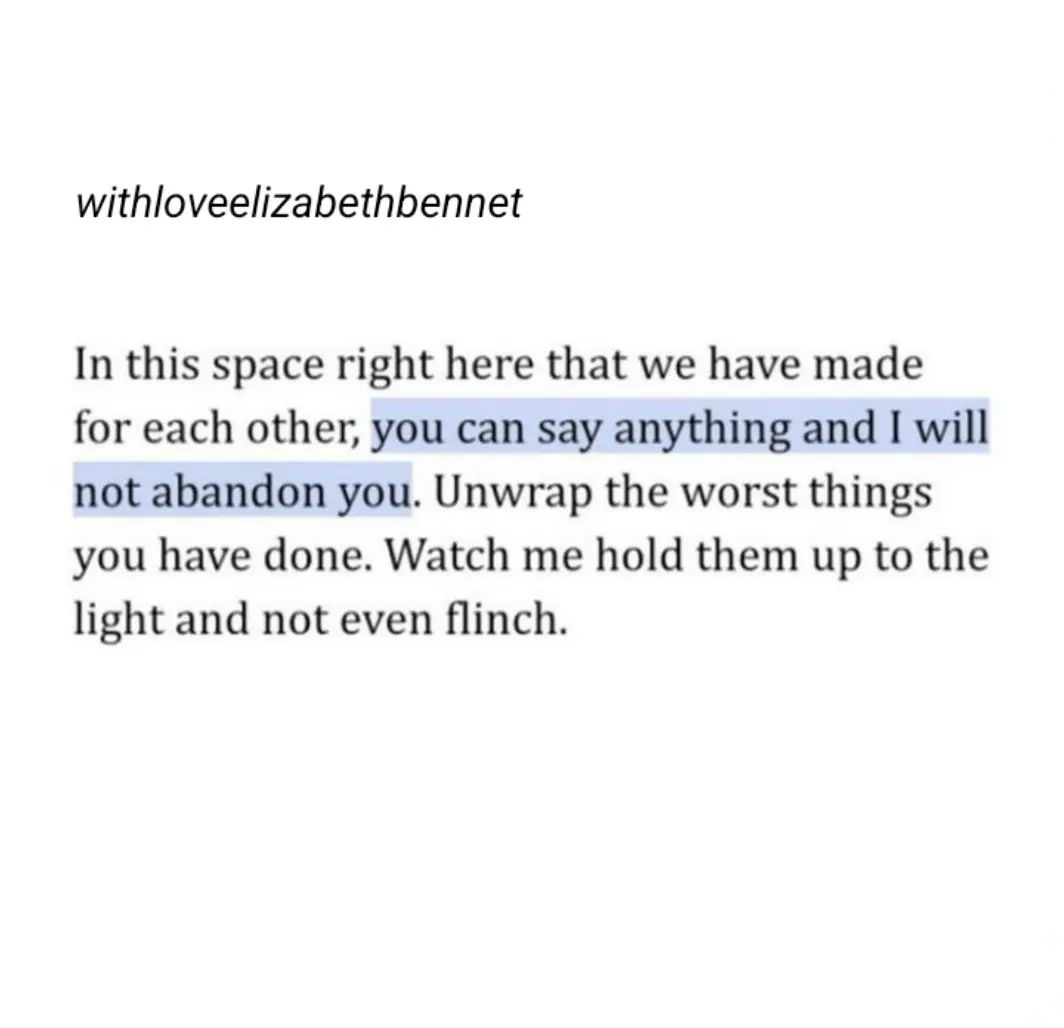 withloveelizabethbennet
In this space right here that we have made
for each other, you can say anything and I will
not abandon you. Unwrap the worst things
you have done. Watch me hold them up to the
light and not even flinch.